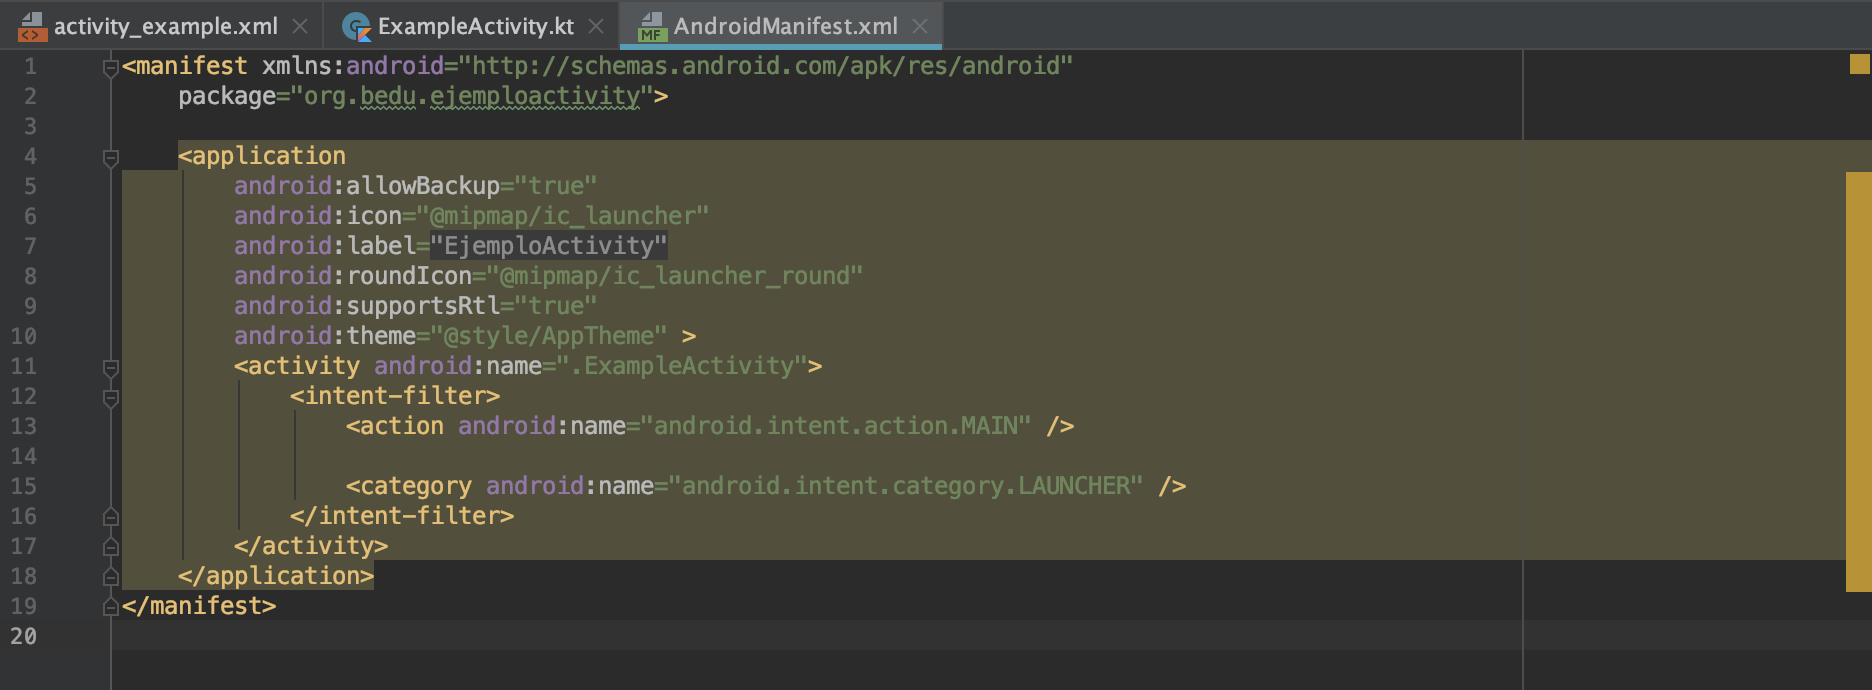 activity_example.xml ExampleActivity.kt MF AndroidManifest.xml
1 <manifest xmlns:android="http://schemas.android.com/apk/res/android"
2     package="org.bedu.ejemploactivity">
3
4     <application
5         android:allowBackup="true"
6         android:icon="@mipmap/ic_launcher"
7         android:label="EjemploActivity"
8         android:roundIcon="@mipmap/ic_launcher_round"
9         android:supportsRtl="true"
10         android:theme="@style/AppTheme" >
11         <activity android:name=".ExampleActivity">
12             <intent-filter>
13                 <action android:name="android.intent.action.MAIN" />
14
15                 <category android:name="android.intent.category.LAUNCHER" />
16             </intent-filter>
17         </activity>
18     </application>
19 </manifest>
20